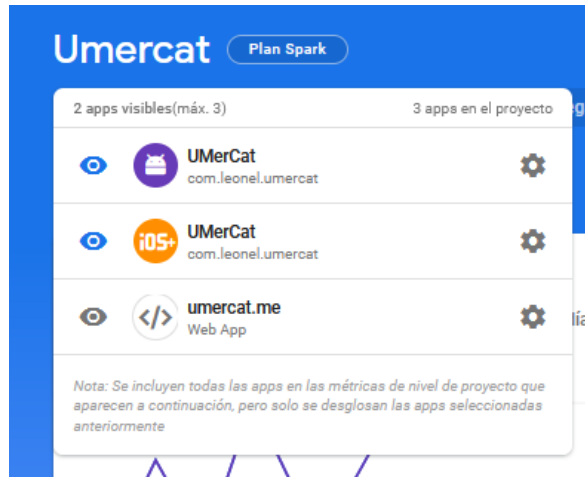 Umercat Plan Spark
2 apps visibles(máx. 3) 3 apps en el proyecto
UMerCat
com.leonel.umercat
iOS+
UMerCat
com.leonel.umercat
</>
umercat.me
Web App
Nota: Se incluyen todas las apps en las métricas de nivel de proyecto que
aparecen a continuación, pero solo se desglosan las apps seleccionadas
anteriormente